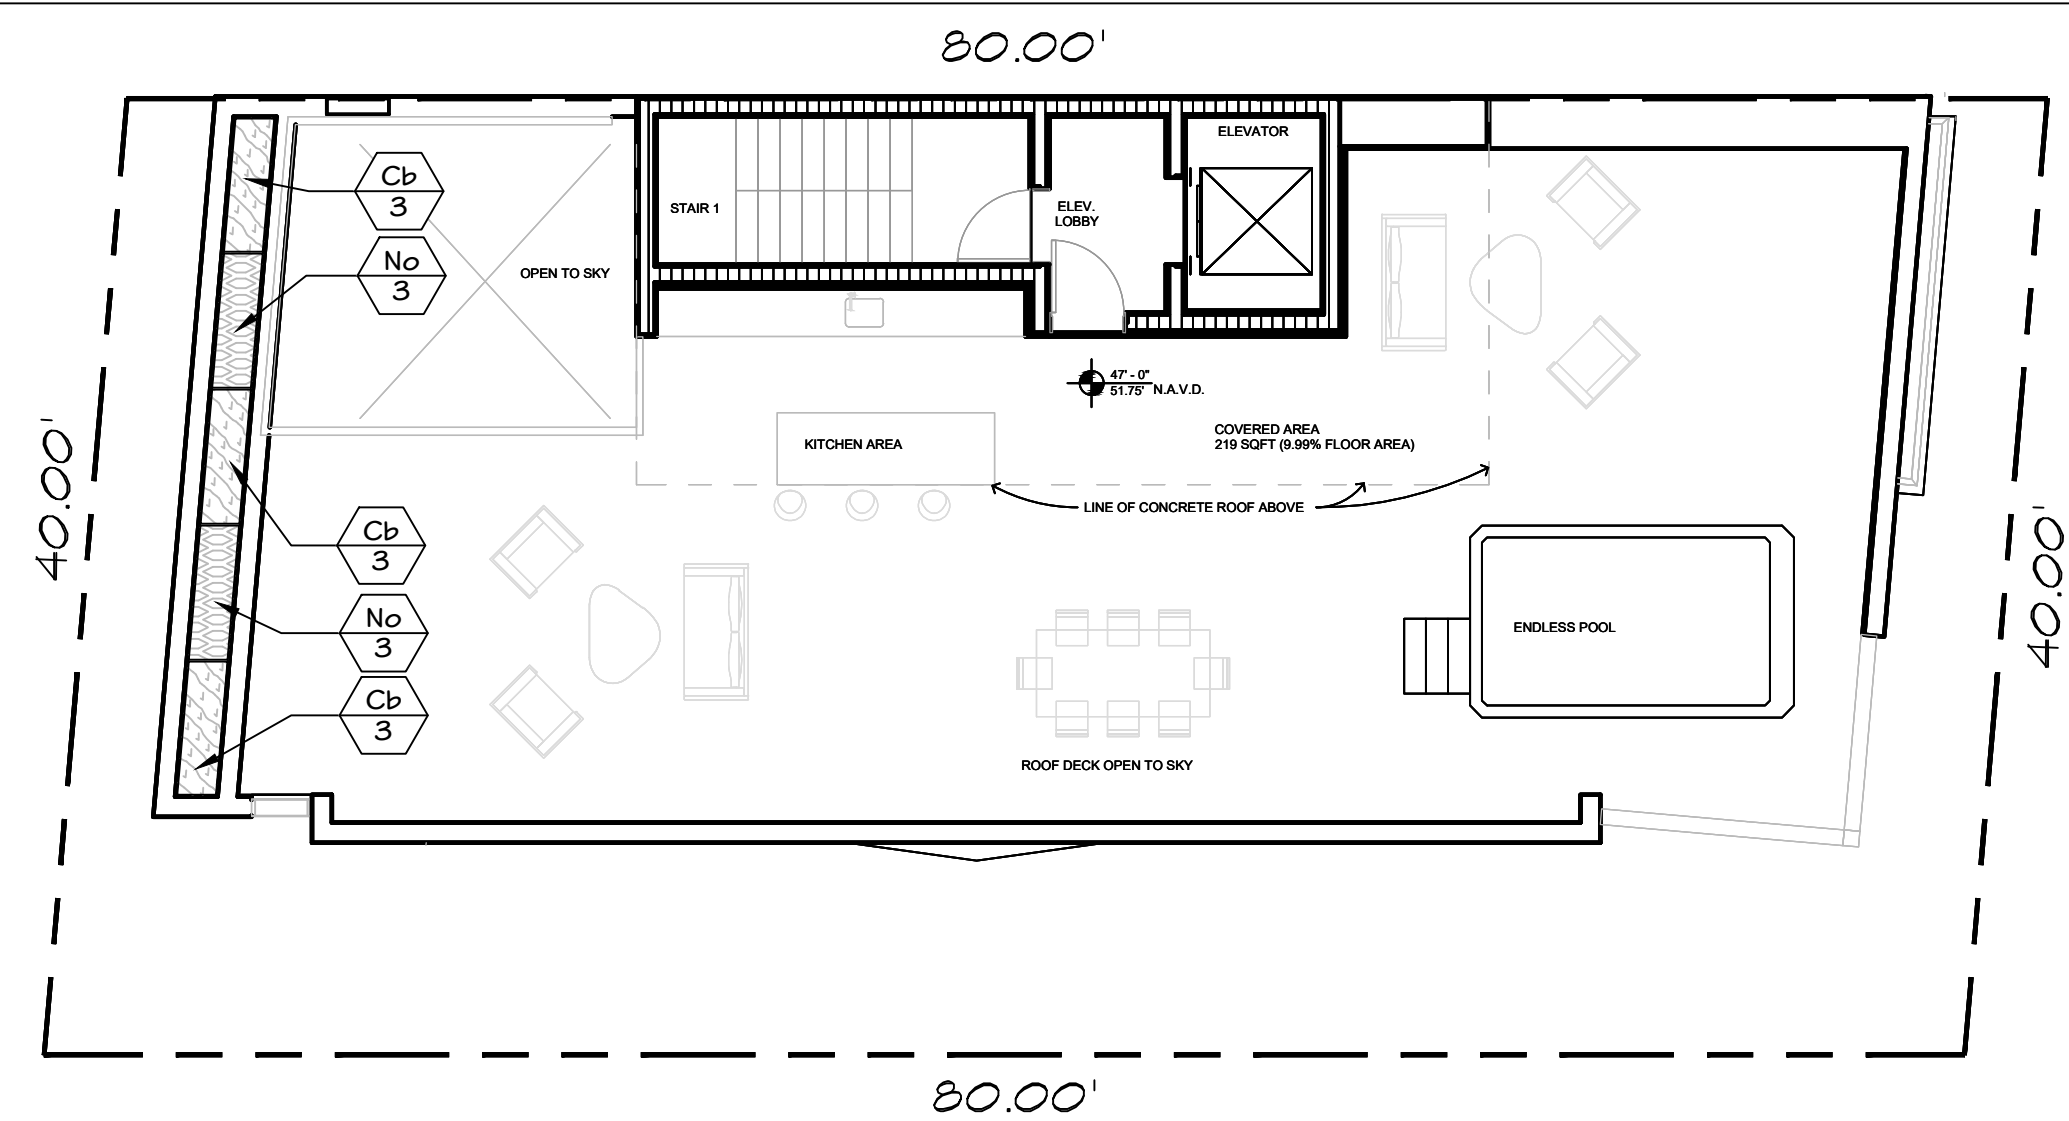 80.00'
ELEVATOR
Cb
3
STAIR 1
ELEV.
LOBBY
No
3
OPEN TO SKY
47' - 0"
51.75' N.A.V.D.
COVERED AREA
219 SQFT (9.99% FLOOR AREA)
KITCHEN AREA
40.00'
LINE OF CONCRETE ROOF ABOVE
Cb
3
40.00'
No
3
ENDLESS POOL
Cb
3
ROOF DECK OPEN TO SKY
80.00'